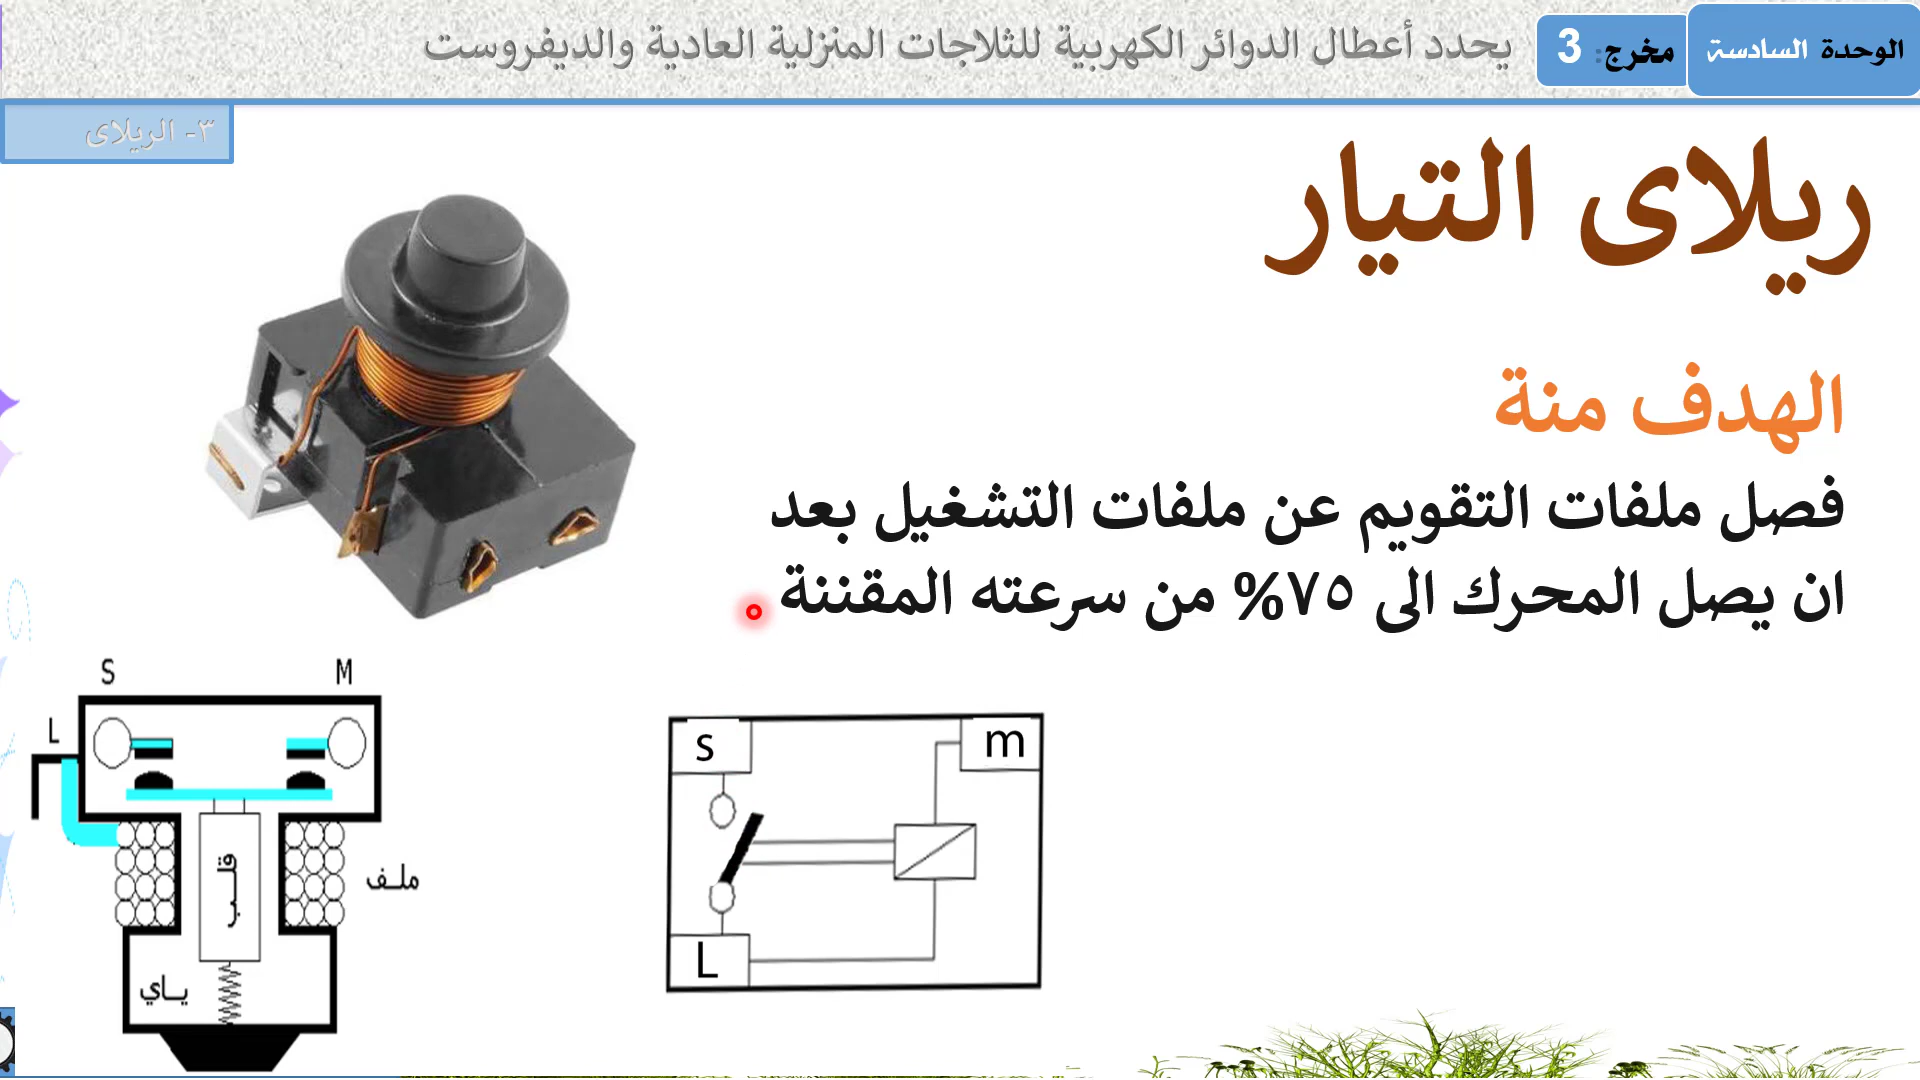 الوحدة السادسة
مخرج: 3
يحدد أعطال الدوائر الكهربية للثلاجات المنزلية العادية والديفروست
٣- الريلاى
ريلاى التيار
الهدف منة
فصل ملفات التقويم عن ملفات التشغيل بعد
ان يصل المحرك الى ٧٥% من سرعته المقننة
S M
L
قلب
ملف
ياي
s m
L